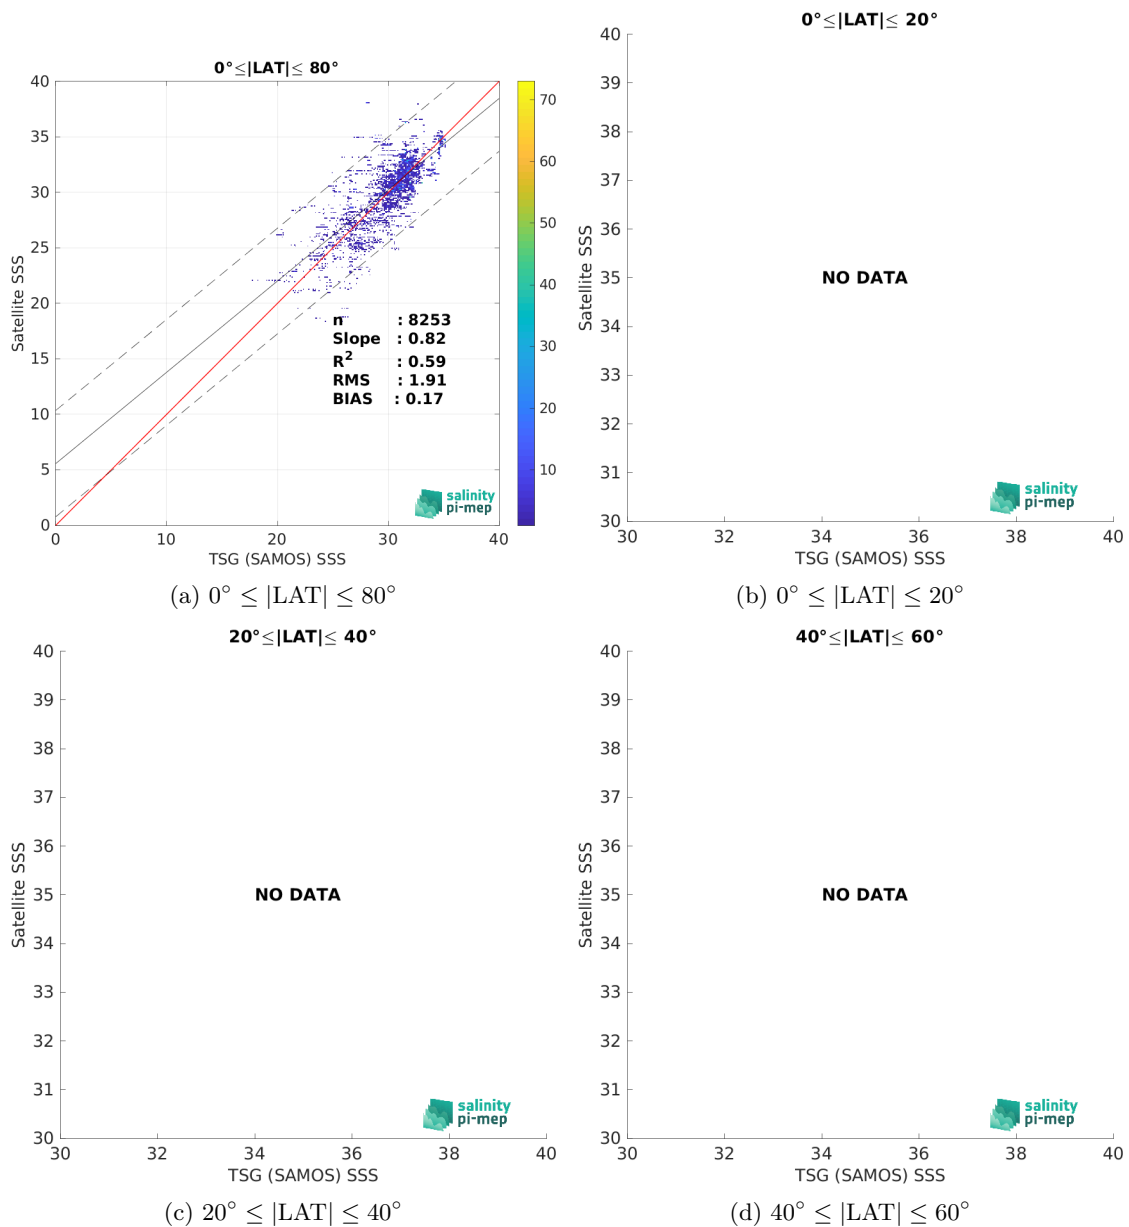 0°≤|LAT|≤ 80°
40
35
30
25
20
15
10
5
0
0
10
20
30
40
Satellite SSS
TSG (SAMOS) SSS
n : 8253
Slope : 0.82
R² : 0.59
RMS : 1.91
BIAS : 0.17
70
60
50
40
30
20
10
salinity
pi-mep
(a) 0° ≤ |LAT| ≤ 80°
0°≤|LAT|≤ 20°
40
39
38
37
36
35
34
33
32
31
30
30
32
34
36
38
40
Satellite SSS
NO DATA
TSG (SAMOS) SSS
salinity
pi-mep
(b) 0° ≤ |LAT| ≤ 20°
20°≤|LAT|≤ 40°
40
39
38
37
36
35
34
33
32
31
30
30
32
34
36
38
40
Satellite SSS
NO DATA
TSG (SAMOS) SSS
salinity
pi-mep
(c) 20° ≤ |LAT| ≤ 40°
40°≤|LAT|≤ 60°
40
39
38
37
36
35
34
33
32
31
30
30
32
34
36
38
40
Satellite SSS
NO DATA
TSG (SAMOS) SSS
salinity
pi-mep
(d) 40° ≤ |LAT| ≤ 60°